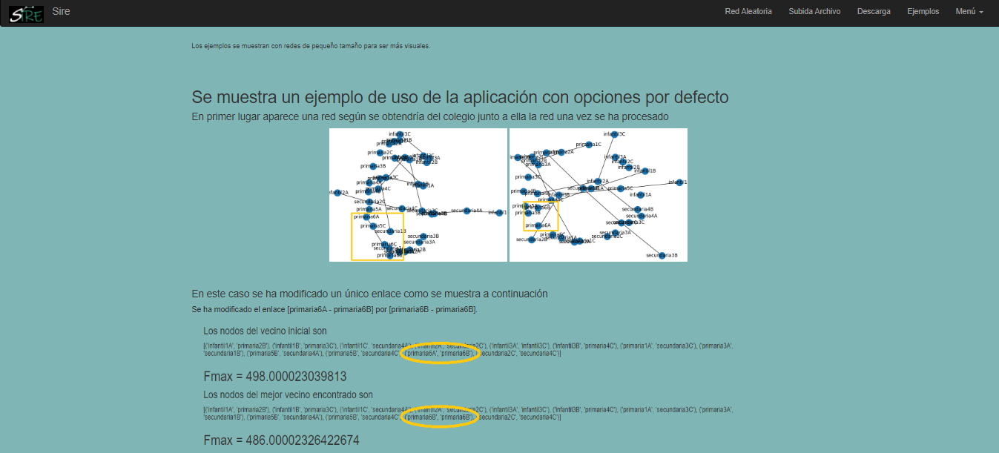 SIRE
Sire
Red Aleatoria
Subida Archivo
Descarga
Ejemplos
Menú
Los ejemplos se muestran con redes de pequeño tamaño para ser más visuales.
Se muestra un ejemplo de uso de la aplicación con opciones por defecto
En primer lugar aparece una red según se obtendría del colegio junto a ella la red una vez se ha procesado
infantil3C
primaria2C
primaria3B
primaria4C
infantil2A
secundaria2C
primaria5A
primaria6A
primaria5C
secundaria1B
primaria6C
primaria6B
secundaria4C
secundaria4A
secundaria3B
secundaria3A
infantil3C
primaria1C
primaria2A
primaria2B
primaria3A
primaria3C
infantil3A
infantil2C
infantil2B
infantil1B
infantil2A
infantil1A
primaria5C
infantil3B
primaria6B
primaria5B
primaria6A
secundaria2B
secundaria4B
secundaria4A
secundaria3A
secundaria2C
secundaria3B
En este caso se ha modificado un único enlace como se muestra a continuación
Se ha modificado el enlace [primaria6A - primaria6B] por [primaria6B - primaria6B].
Los nodos del vecino inicial son
[('infantil1A', 'primaria2B'), ('infantil1B', 'primaria3C'), ('infantil1C', 'secundaria4A'), ('infantil2A', 'secundaria2C'), ('infantil3A', 'infantil3C'), ('infantil3B', 'primaria4C'), ('primaria1A', 'secundaria3C'), ('primaria3A',
'secundaria1B'), ('primaria5B', 'secundaria4A'), ('primaria5B', 'secundaria4C'), ('primaria6A', 'primaria6B'), ('secundaria2C', 'secundaria4C')]
Fmax = 498.000023039813
Los nodos del mejor vecino encontrado son
[('infantil1A', 'primaria2B'), ('infantil1B', 'primaria3C'), ('infantil1C', 'secundaria4A'), ('infantil2A', 'secundaria2C'), ('infantil3A', 'infantil3C'), ('infantil3B', 'primaria4C'), ('primaria1A', 'secundaria3C'), ('primaria3A',
'secundaria1B'), ('primaria5B', 'secundaria4A'), ('primaria5B', 'secundaria4C'), ('primaria6B', 'primaria6B'), ('secundaria2C', 'secundaria4C')]
Fmax = 486.00002326422674